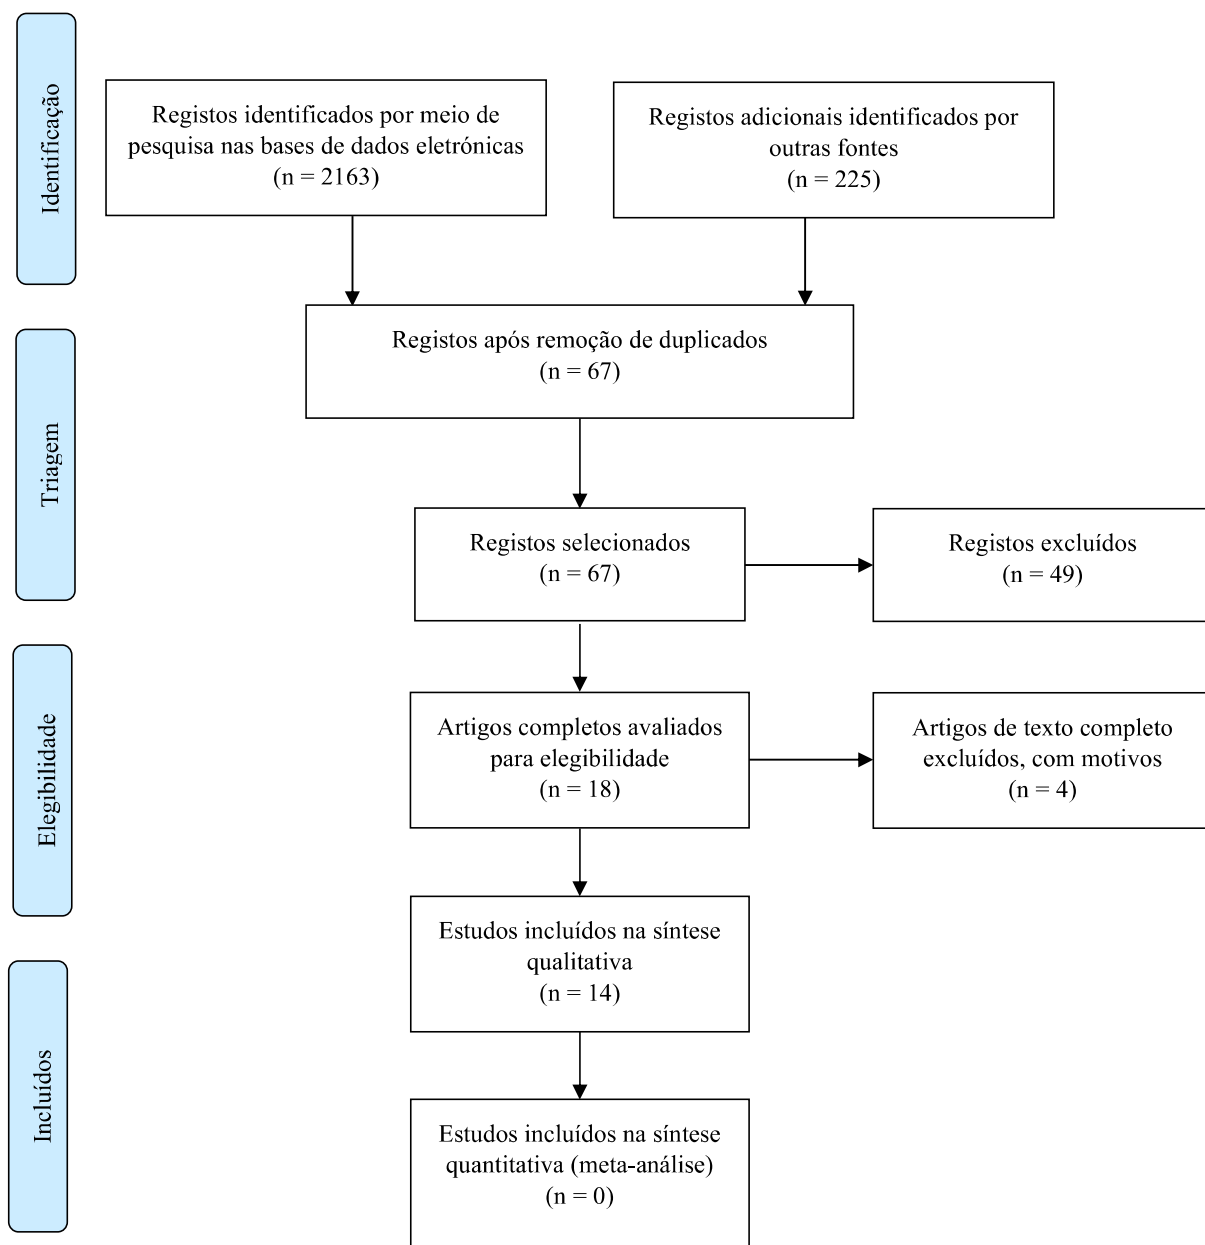 Identificação
Registos identificados por meio de
pesquisa nas bases de dados eletrónicas
(n = 2163)
Registos adicionais identificados por
outras fontes
(n = 225)
Triagem
Registos após remoção de duplicados
(n = 67)
Registos selecionados
(n = 67)
Registos excluídos
(n = 49)
Elegibilidade
Artigos completos avaliados
para elegibilidade
(n = 18)
Artigos de texto completo
excluídos, com motivos
(n = 4)
Estudos incluídos na síntese
qualitativa
(n = 14)
Incluídos
Estudos incluídos na síntese
quantitativa (meta-análise)
(n = 0)